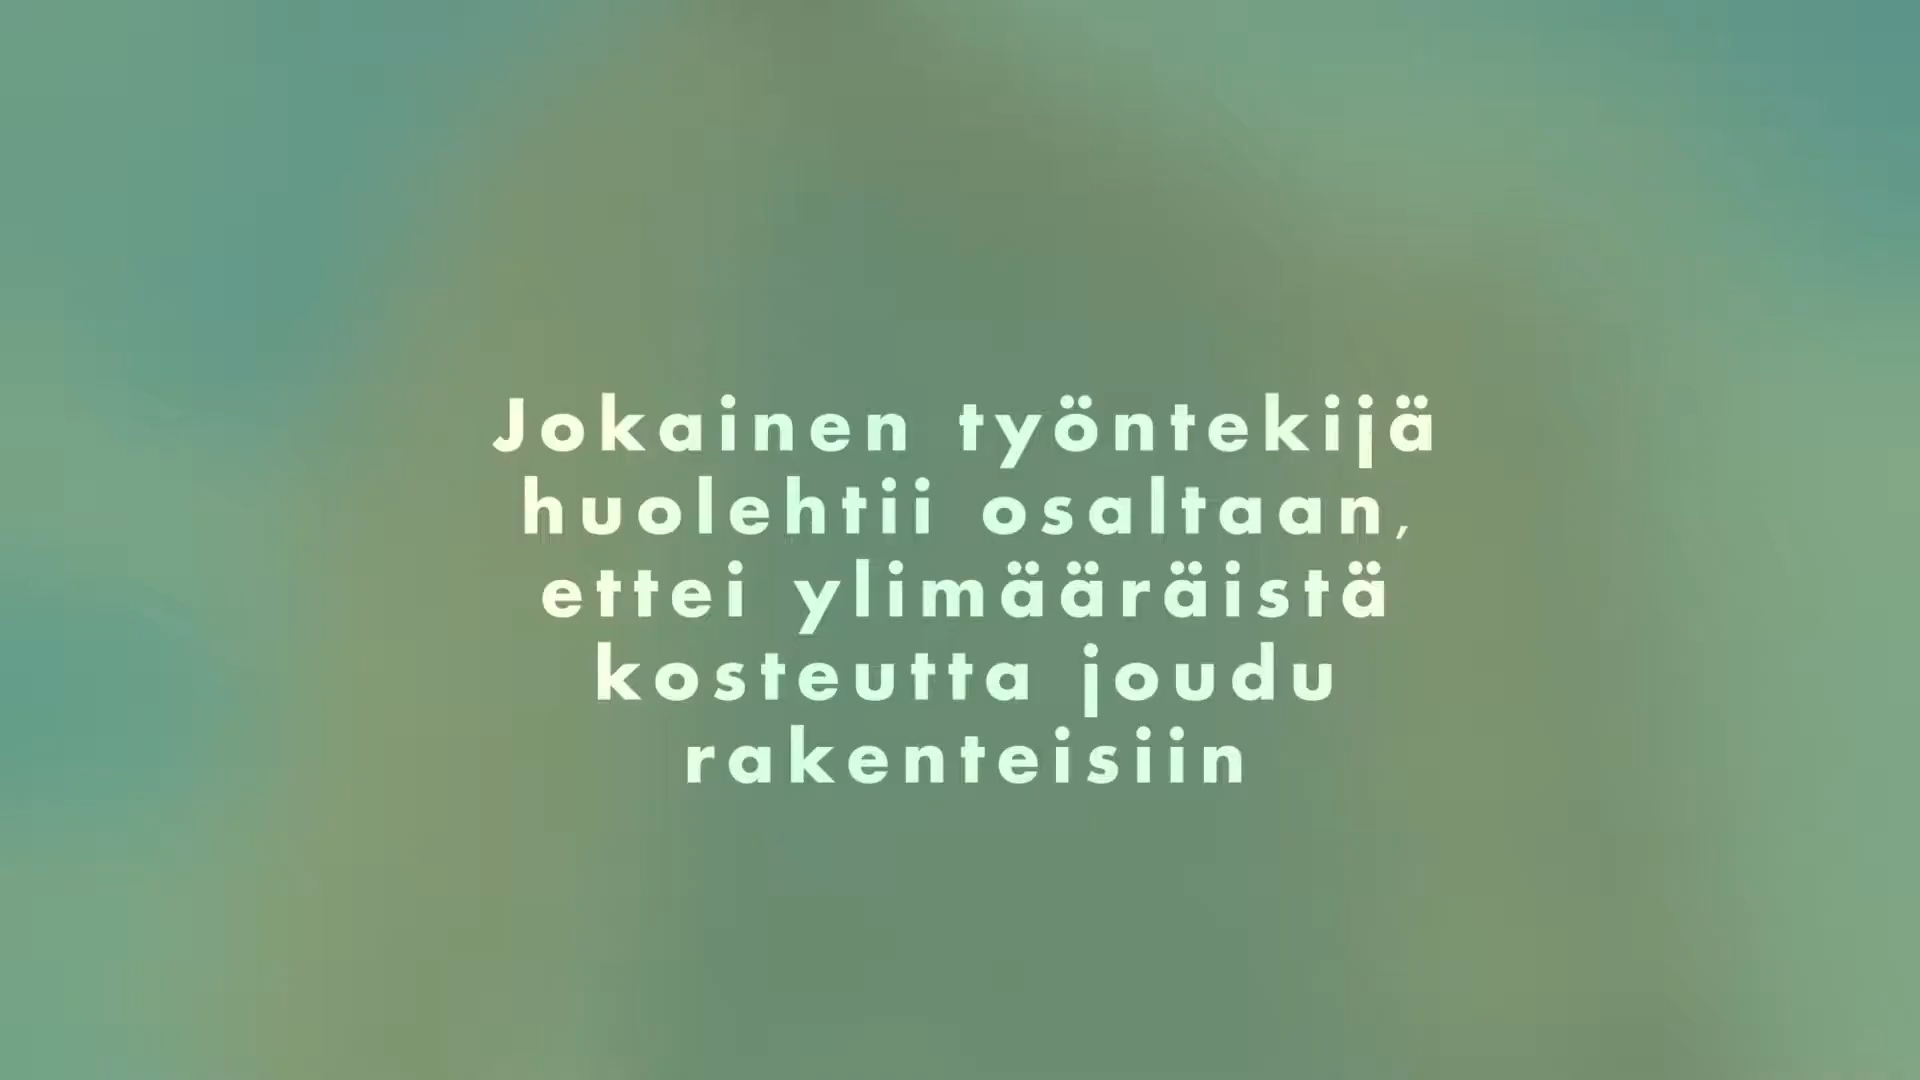 Jokainen työntekijä
huolehtii osaltaan,
ettei ylimääräistä
kosteutta joudu
rakenteisiin